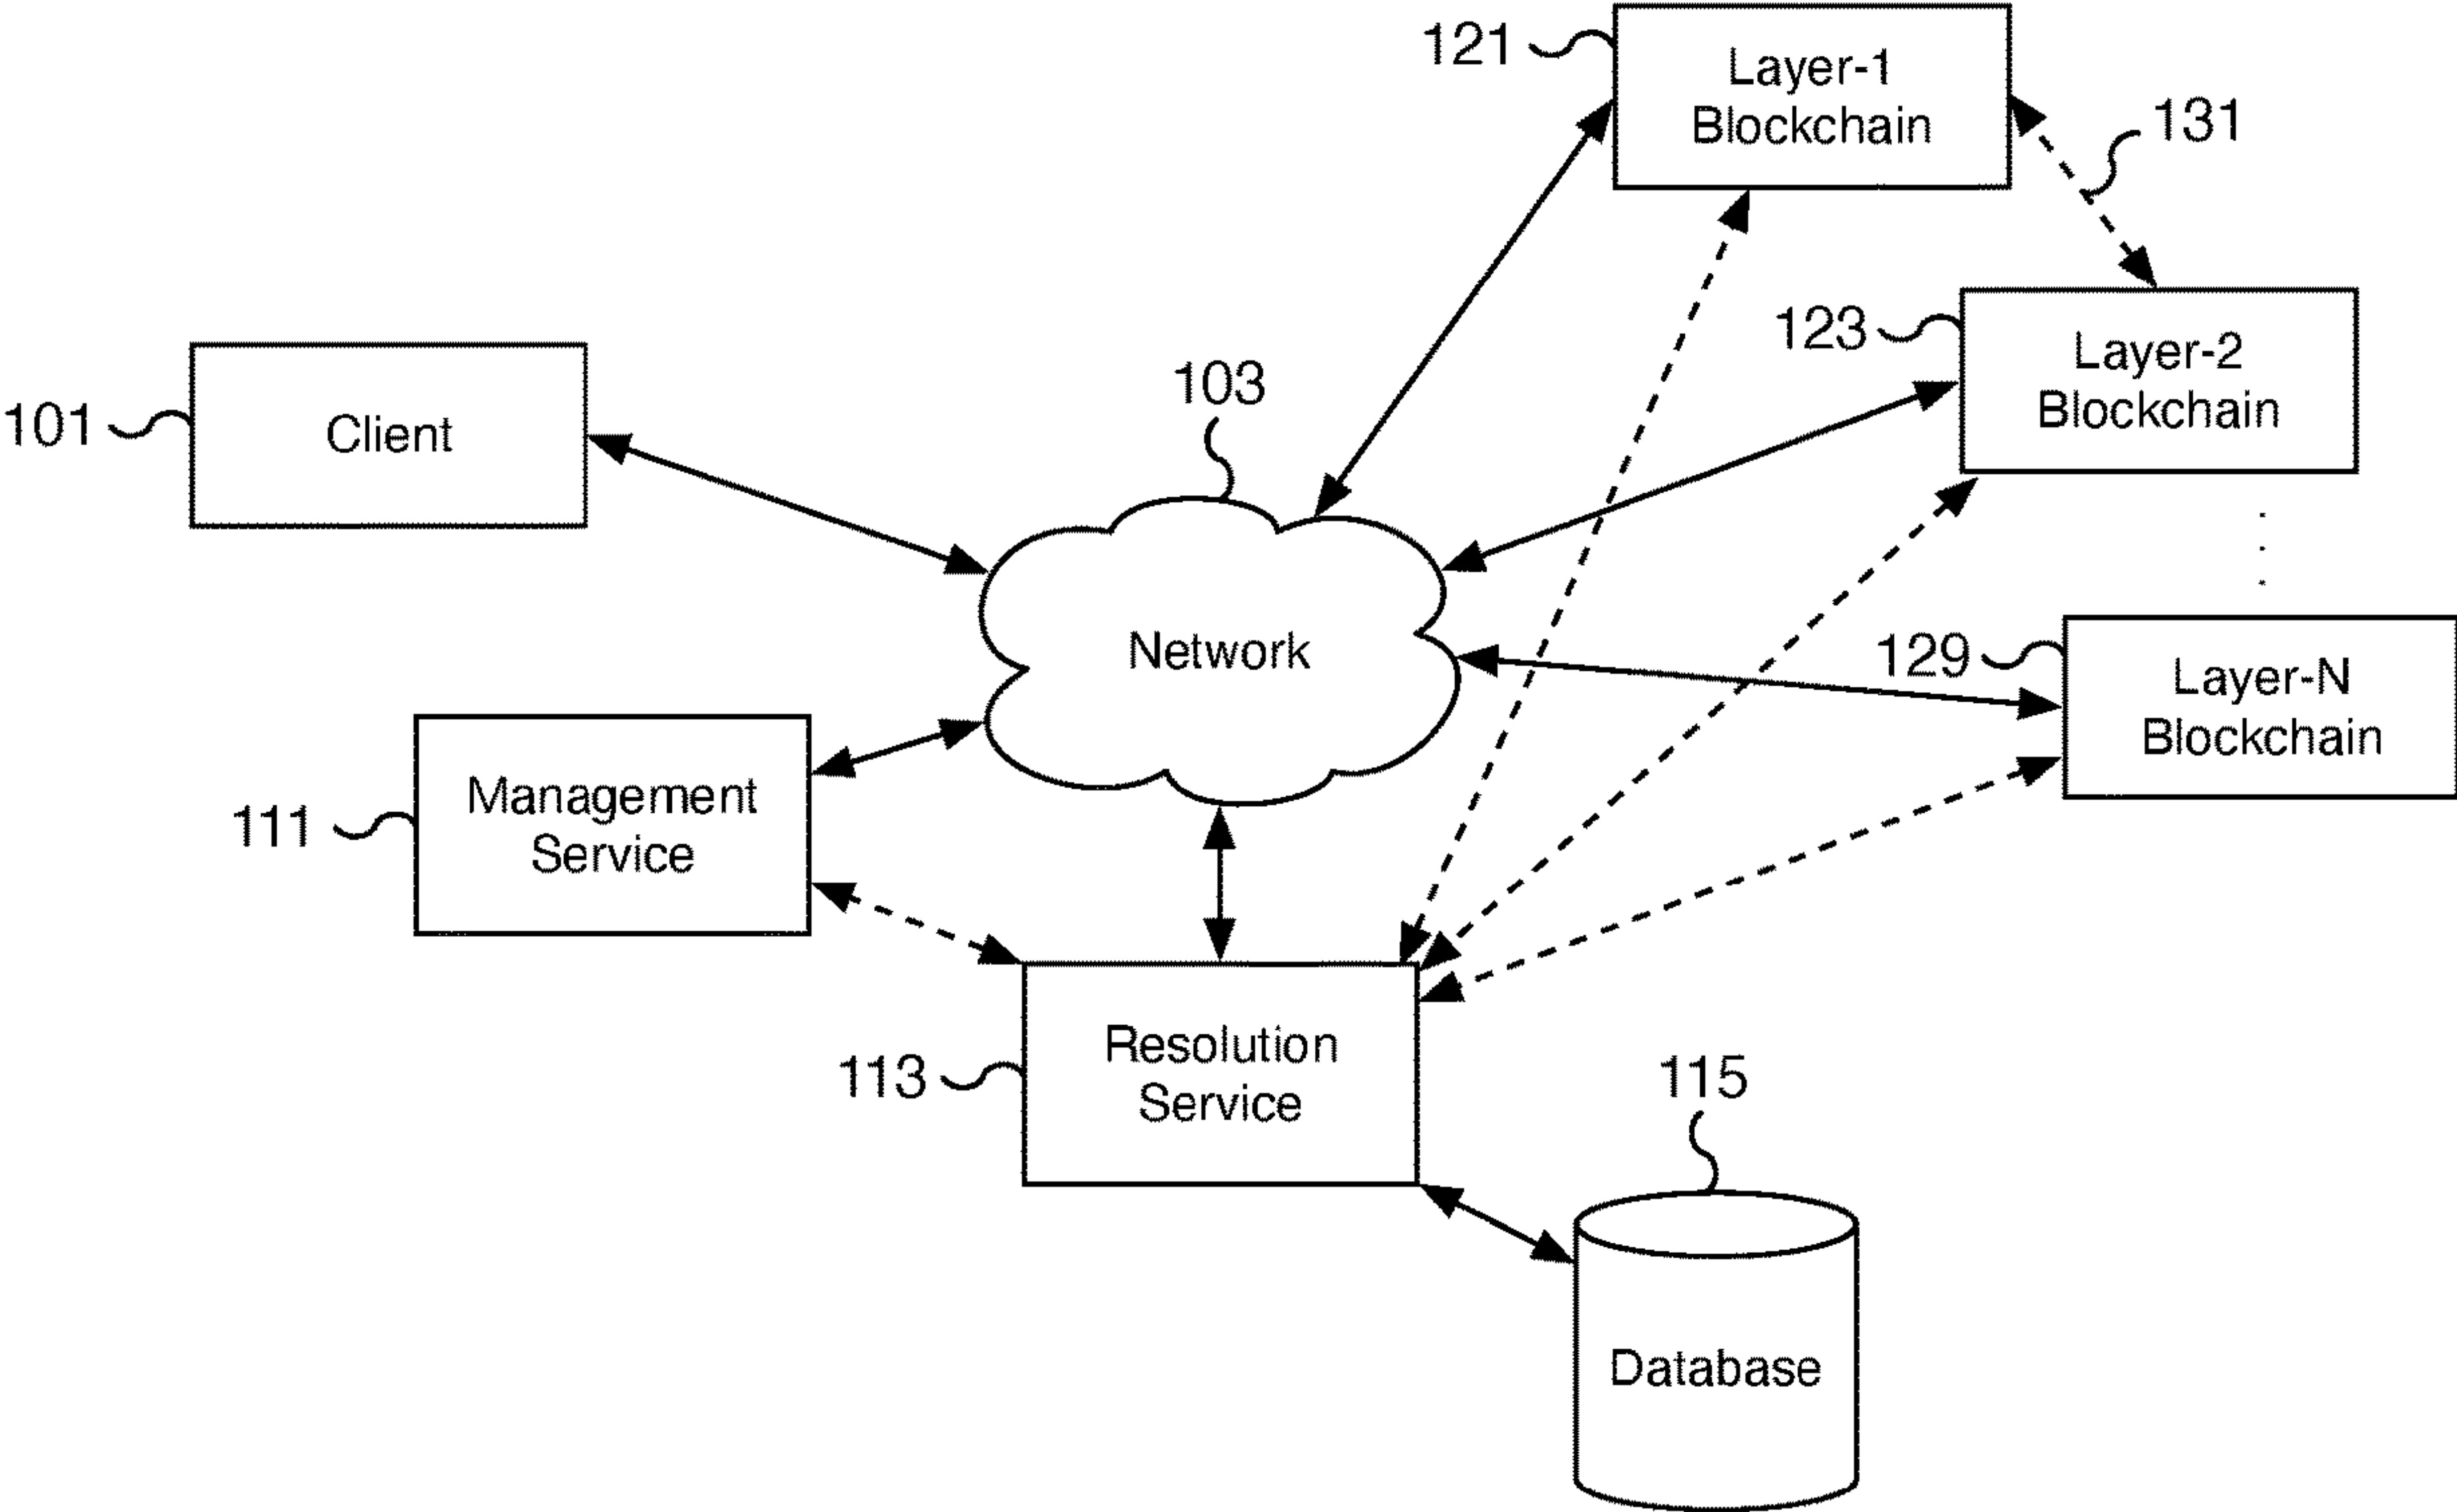 121
Layer-1
Blockchain
131
123
Layer-2
Blockchain
101
Client
103
Network
129
Layer-N
Blockchain
111
Management
Service
113
Resolution
Service
115
Database